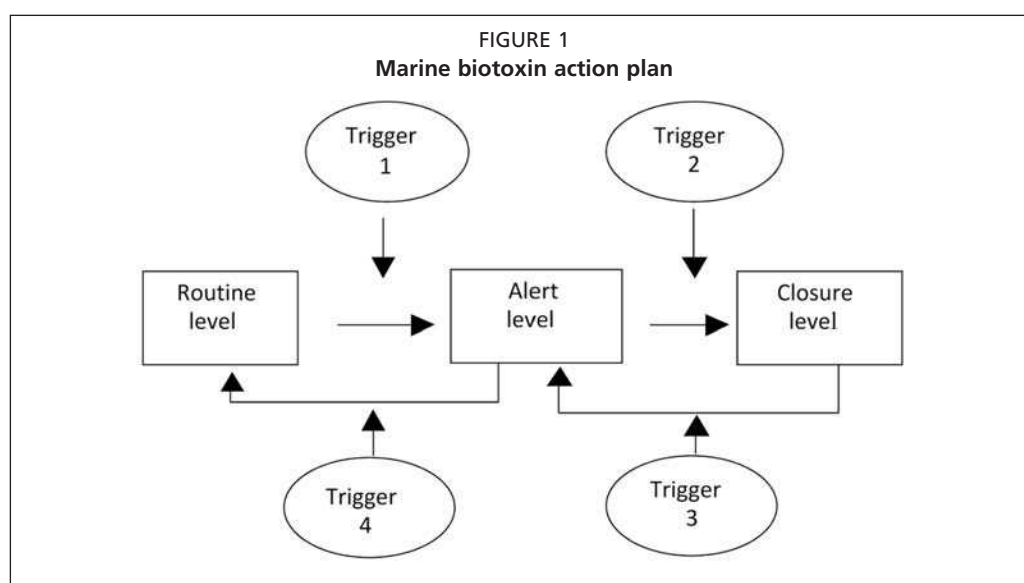 FIGURE 1
Marine biotoxin action plan
Trigger
1
Trigger
2
Routine
level
Alert
level
Closure
level
Trigger
4
Trigger
3